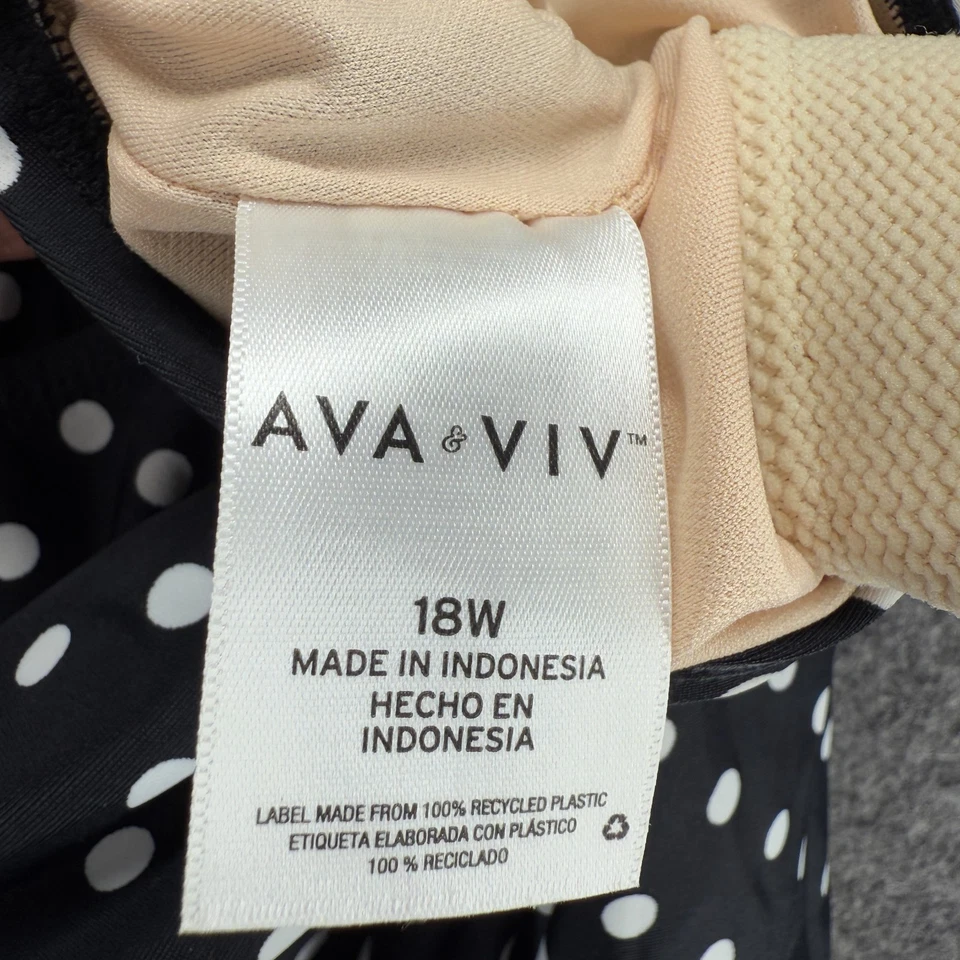 AVA & VIV™
18W
MADE IN INDONESIA
HECHO EN
INDONESIA
LABEL MADE FROM 100% RECYCLED PLASTIC
ETIQUETA ELABORADA CON PLÁSTICO
100 % RECICLADO